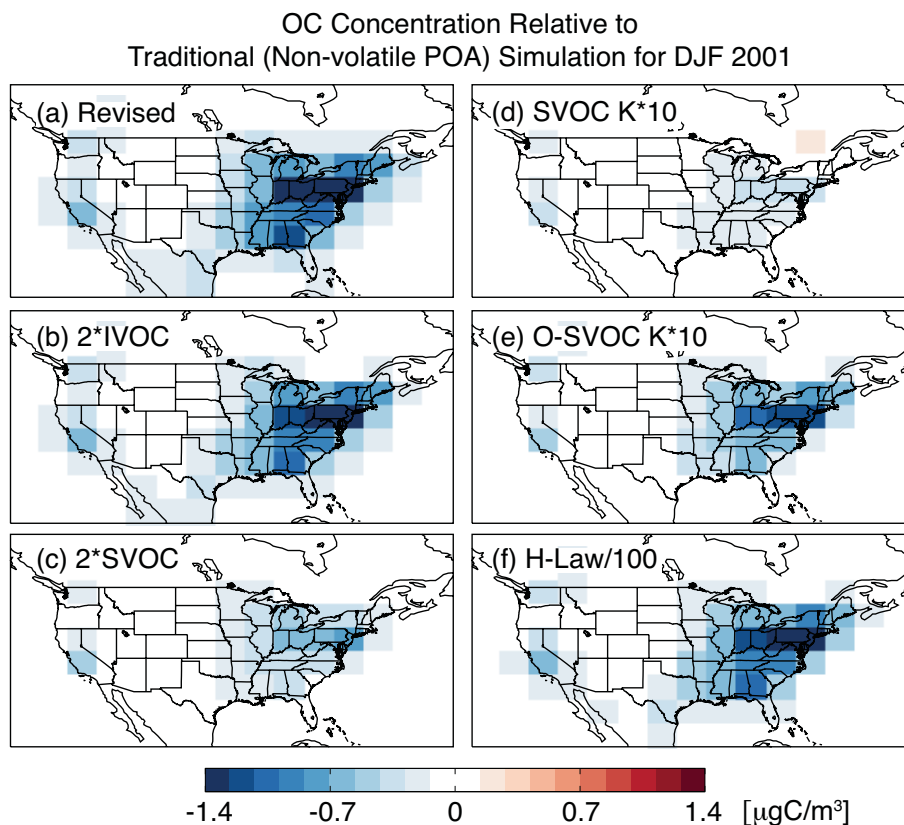 OC Concentration Relative to
Traditional (Non-volatile POA) Simulation for DJF 2001
(a) Revised
(d) SVOC K*10
(b) 2*IVOC
(e) O-SVOC K*10
(c) 2*SVOC
(f) H-Law/100
-1.4 -0.7 0 0.7 1.4 [µgC/m³]